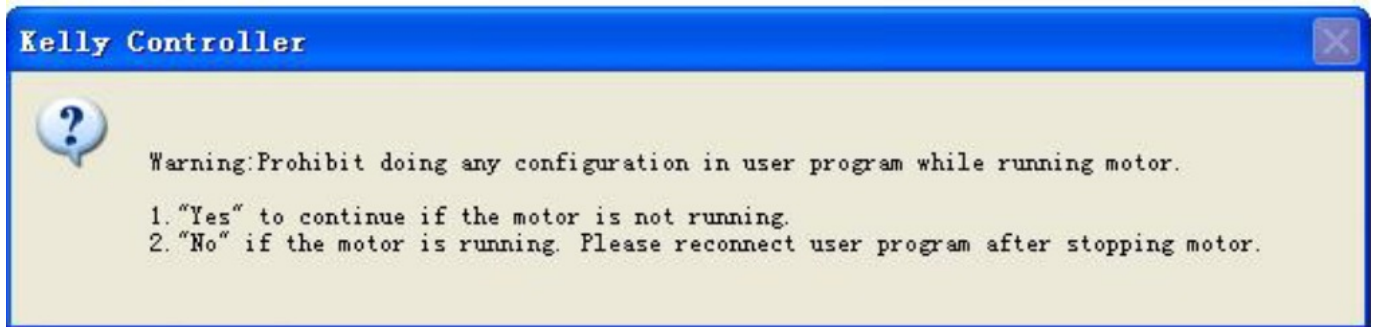 Kelly Controller
Warning:Prohibit doing any configuration in user program while running motor.
1."Yes" to continue if the motor is not running.
2."No" if the motor is running. Please reconnect user program after stopping motor.